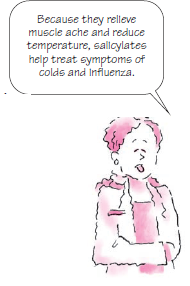 Because they relieve
muscle ache and reduce
temperature, salicylates
help treat symptoms of
colds and influenza.